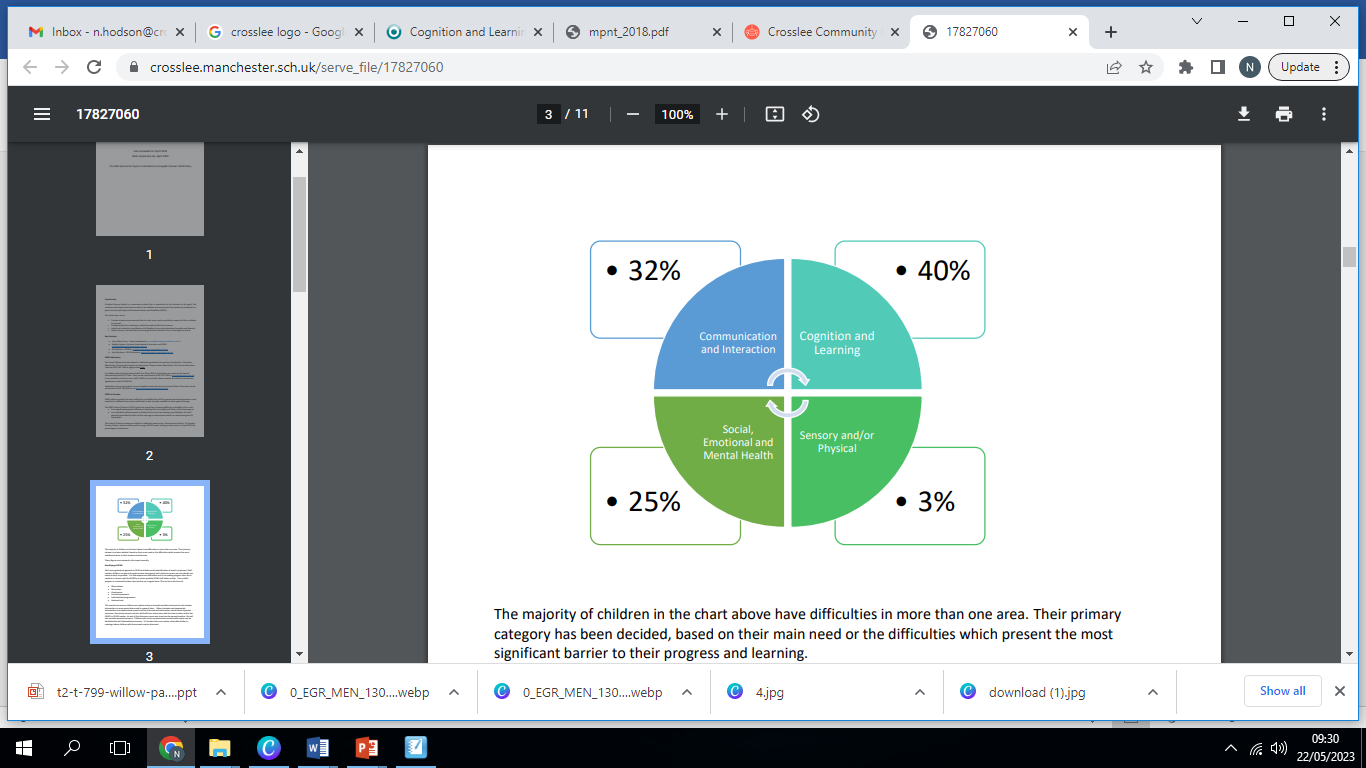 Inbox - n.hodson@cr
crosslee logo - Goog
Cognition and Learnin
mpnt_2018.pdf
Crosslee Community
17827060
crosslee.manchester.sch.uk/serve_file/17827060
N
Update
17827060
3 / 11
100%
1
2
3
• 32%
• 40%
Communication
and Interaction
Cognition and
Learning
Social,
Emotional and
Mental Health
Sensory and/or
Physical
• 25%
• 3%
The majority of children in the chart above have difficulties in more than one area. Their primary
category has been decided, based on their main need or the difficulties which present the most
significant barrier to their progress and learning.
t2-t-799-willow-pa....ppt
0_EGR_MEN_130....webp
0_EGR_MEN_130....webp
4.jpg
download (1).jpg
Show all
09:30
22/05/2023